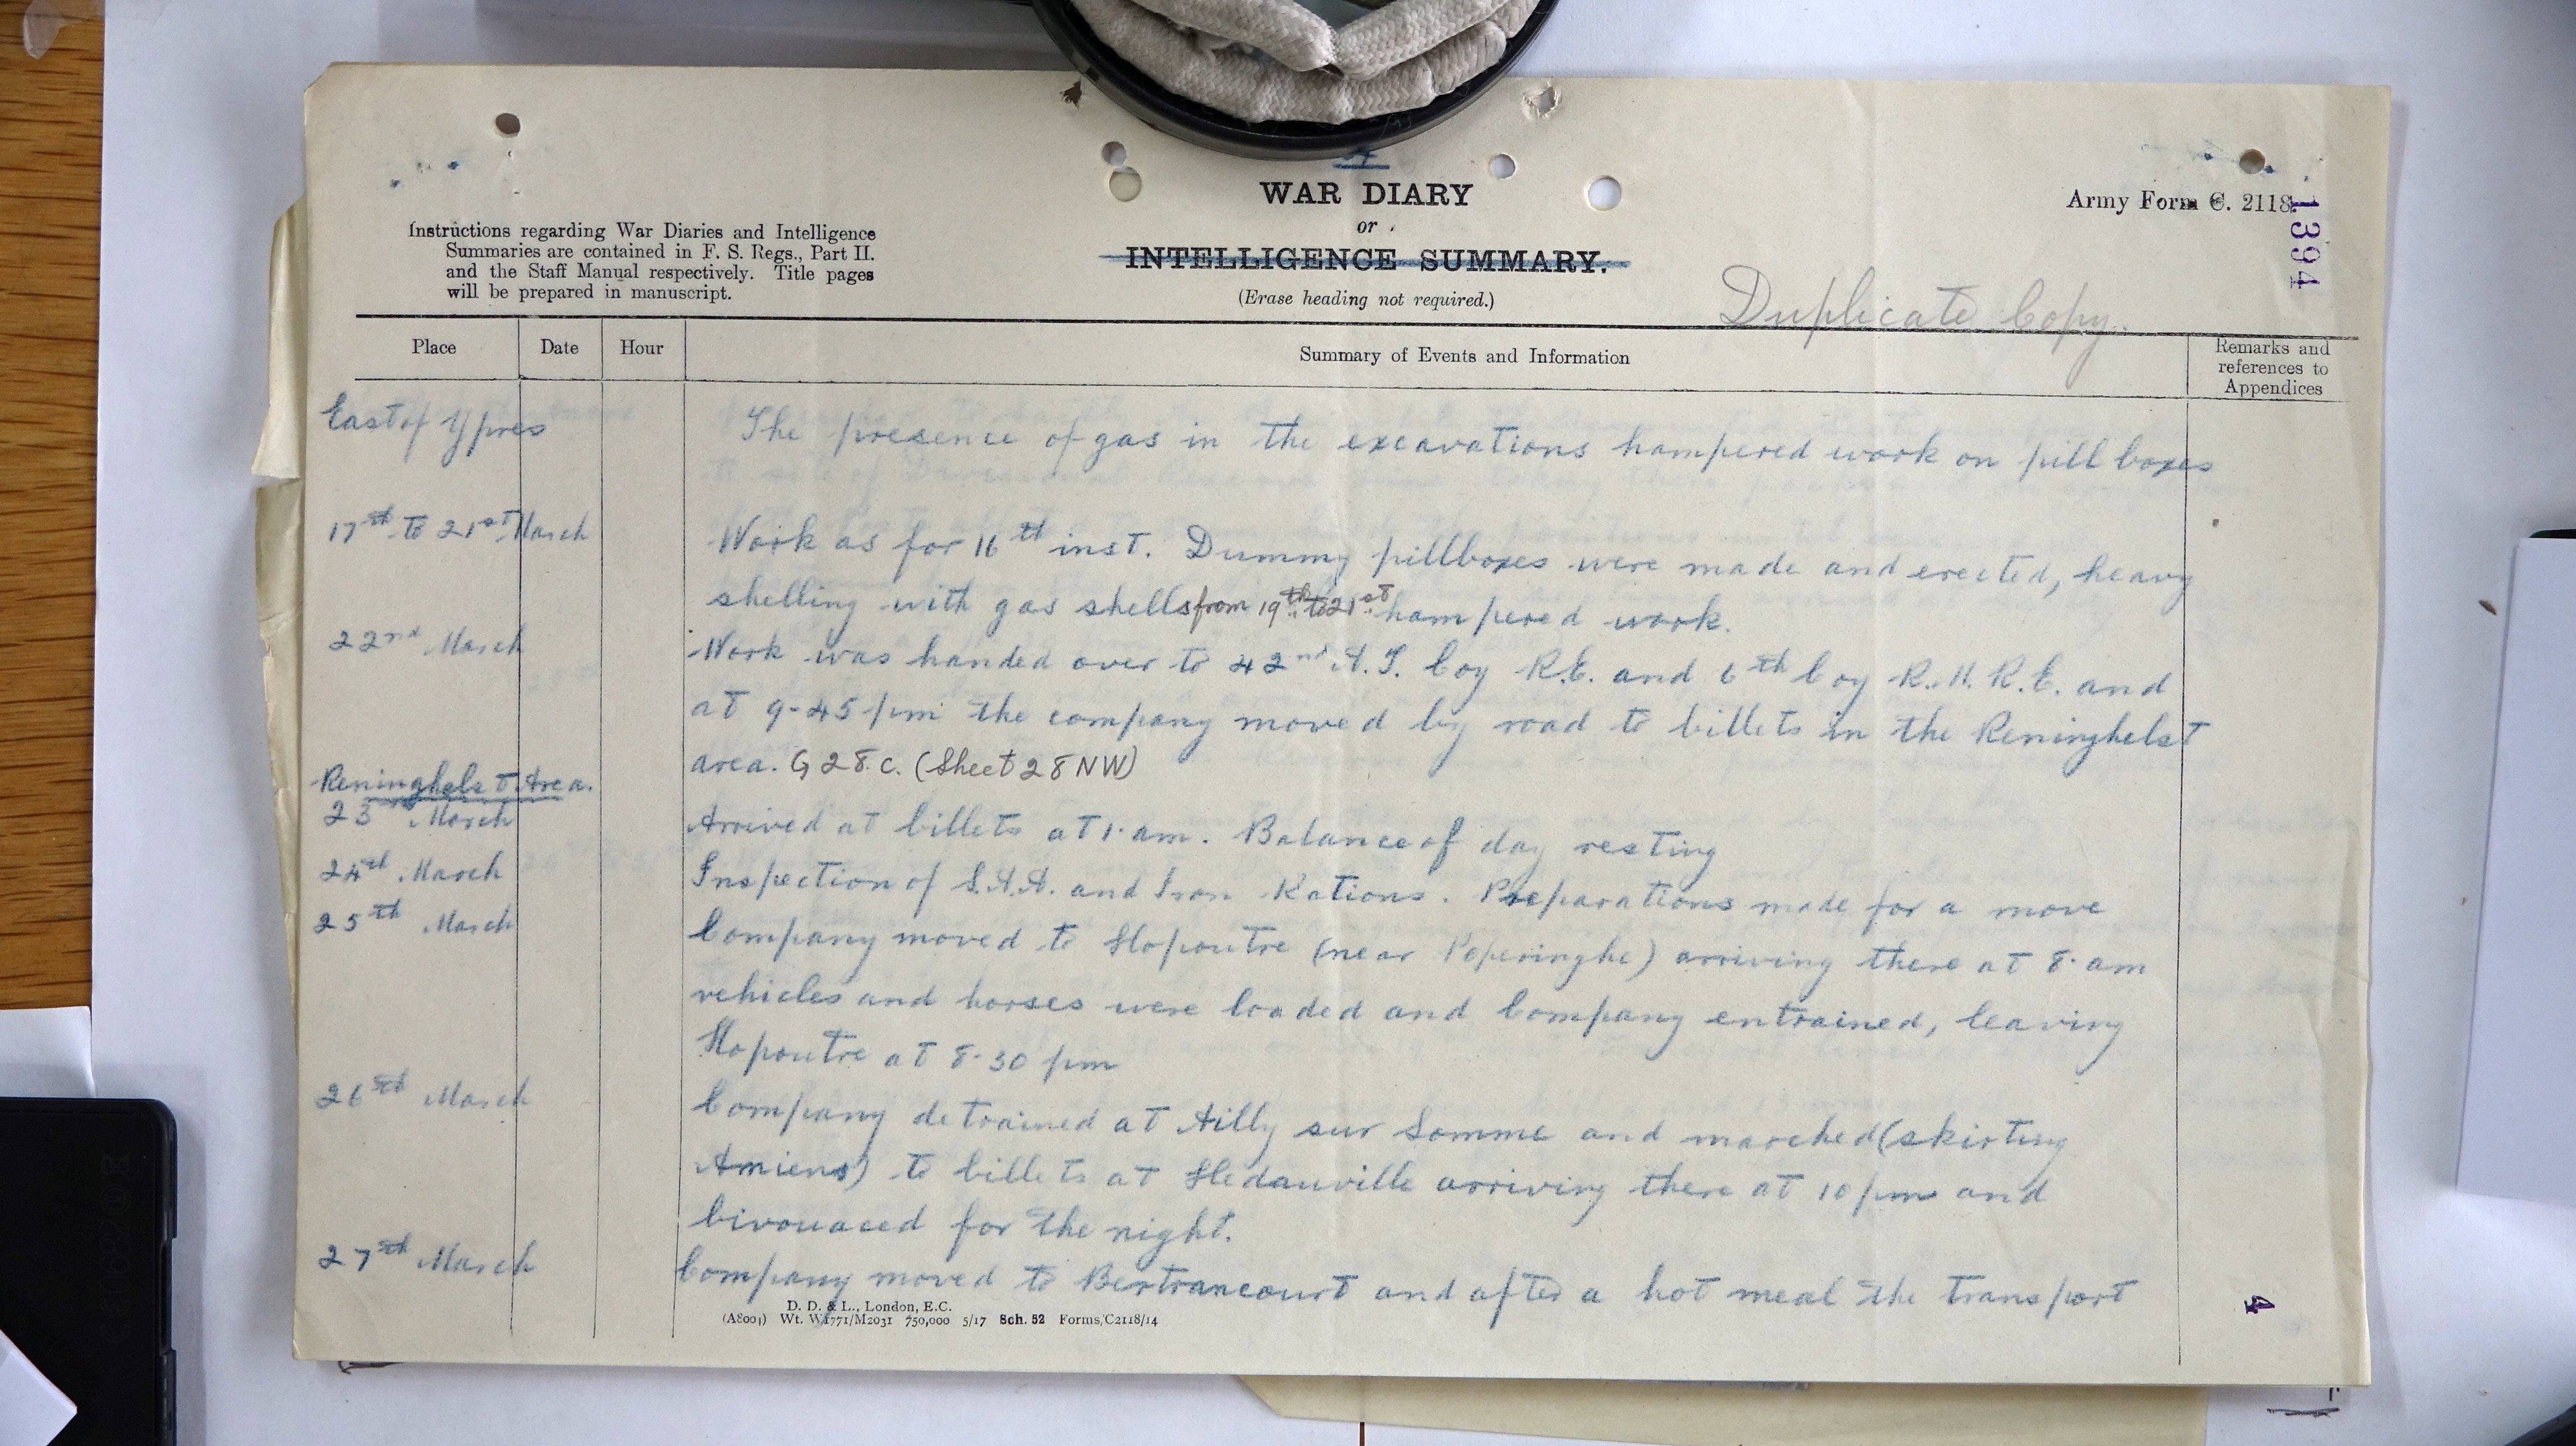 WAR DIARY
or
INTELLIGENCE SUMMARY.
(Erase heading not required.)
Instructions regarding War Diaries and Intelligence
Summaries are contained in F. S. Regs., Part II.
and the Staff Manual respectively. Title pages
will be prepared in manuscript.
Army Form C. 2118.
1394
Duplicate Copy.
Place Date Hour Summary of Events and Information Remarks and references to Appendices
East of Ypres The presence of gas in the excavations hampered work on pill boxes
17th to 21st March Work as for 16th inst. Dummy pillboxes were made and erected, heavy
shelling with gas shells from 19th to 21st hampered work.
22nd March Work was handed over to 42nd A.T. Coy R.E. and 6th Coy R.M.R.E. and
at 9-45 pm the company moved by road to billets in the Reninghelst
area. G 28.c. (Sheet 28 NW)
Reninghelst Area.
23 March Arrived at billets at 1.am. Balance of day resting
24th March Inspection of S.A.A. and Iron Rations. Preparations made for a move
25th March Company moved to Hopoutre (near Poperinghe) arriving there at 8.am
vehicles and horses were loaded and Company entrained, leaving
Hopoutre at 8-30 pm
26th March Company detrained at Ailly sur Somme and marched (skirting
Amiens) to billets at Hedauville arriving there at 10 pm and
bivouaced for the night.
27th March Company moved to Bertrancourt and after a hot meal the transport
D. D. & L., London, E.C.
(A8001) Wt. W1771/M2031 750,000 5/17 Sch. 52 Forms/C2118/14
4